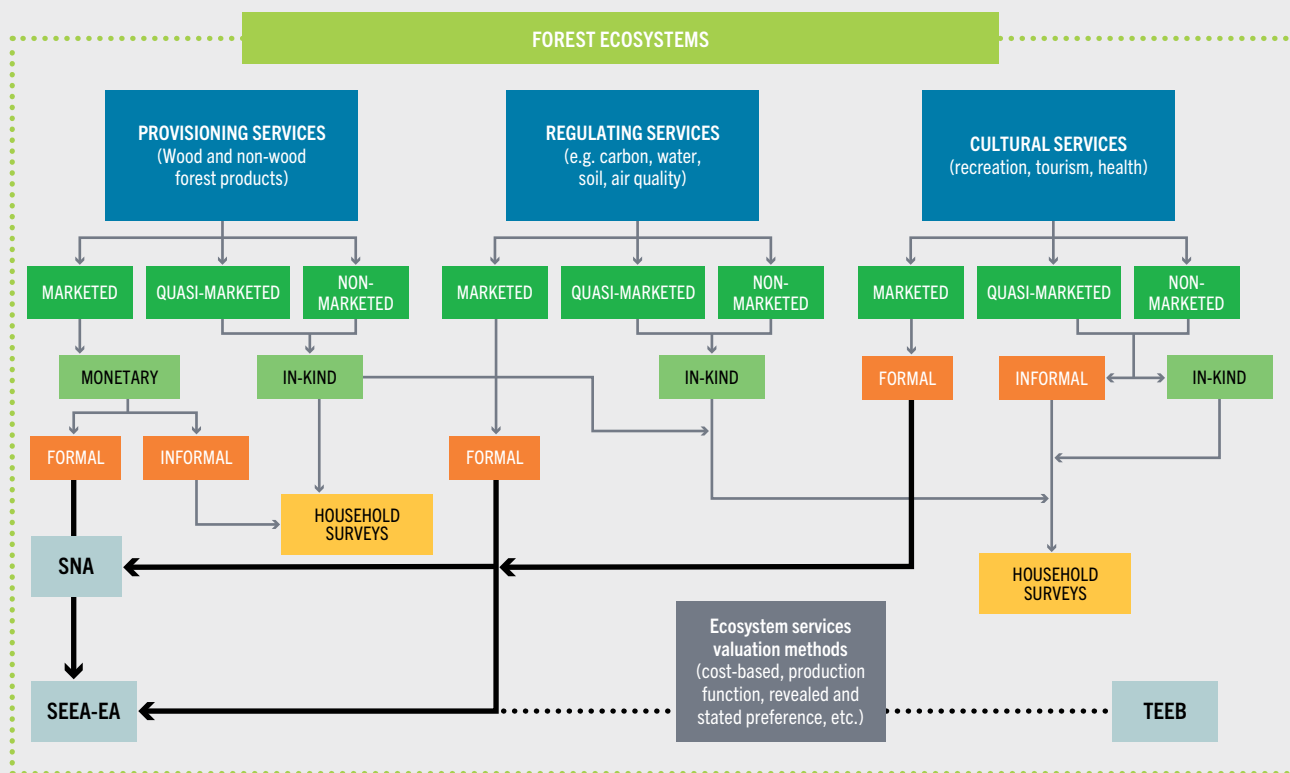 FOREST ECOSYSTEMS
PROVISIONING SERVICES
(Wood and non-wood
forest products)
REGULATING SERVICES
(e.g. carbon, water,
soil, air quality)
CULTURAL SERVICES
(recreation, tourism, health)
MARKETED
QUASI-MARKETED
NON-
MARKETED
MARKETED
QUASI-MARKETED
NON-
MARKETED
MARKETED
QUASI-MARKETED
NON-
MARKETED
MONETARY
IN-KIND
IN-KIND
FORMAL
INFORMAL
IN-KIND
FORMAL
INFORMAL
FORMAL
HOUSEHOLD
SURVEYS
SNA
HOUSEHOLD
SURVEYS
Ecosystem services
valuation methods
(cost-based, production
function, revealed and
stated preference, etc.)
SEEA-EA
TEEB